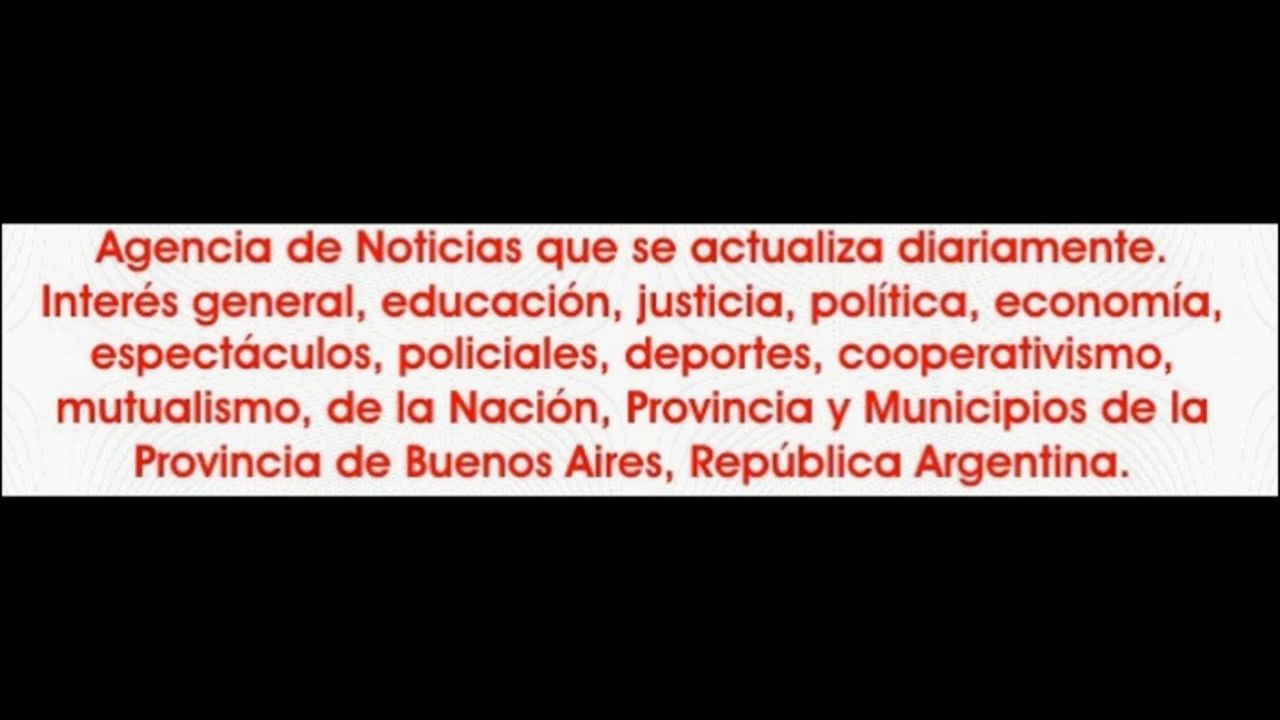 Agencia de Noticias que se actualiza diariamente.
Interés general, educación, justicia, política, economía,
espectáculos, policiales, deportes, cooperativismo,
mutualismo, de la Nación, Provincia y Municipios de la
Provincia de Buenos Aires, República Argentina.